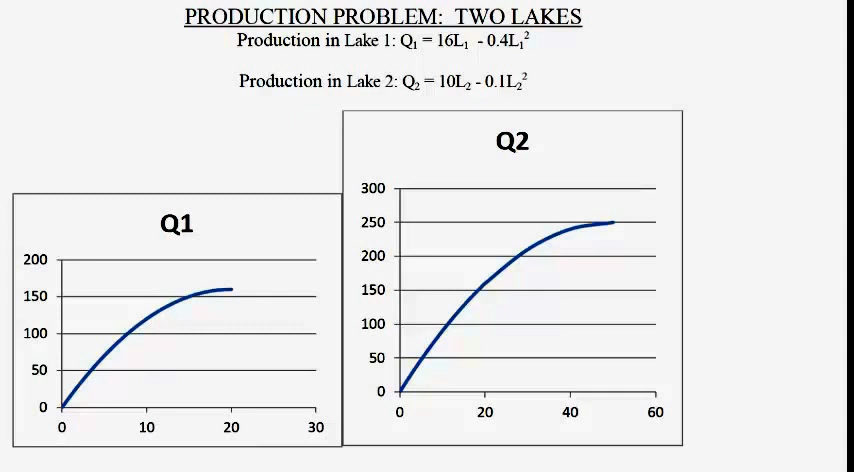 PRODUCTION PROBLEM: TWO LAKES
Production in Lake 1: Q₁ = 16L₁ - 0.4L₁²
Production in Lake 2: Q₂ = 10L₂ - 0.1L₂²
Q1
200
150
100
50
0
0 10 20 30
Q2
300
250
200
150
100
50
0
0 20 40 60